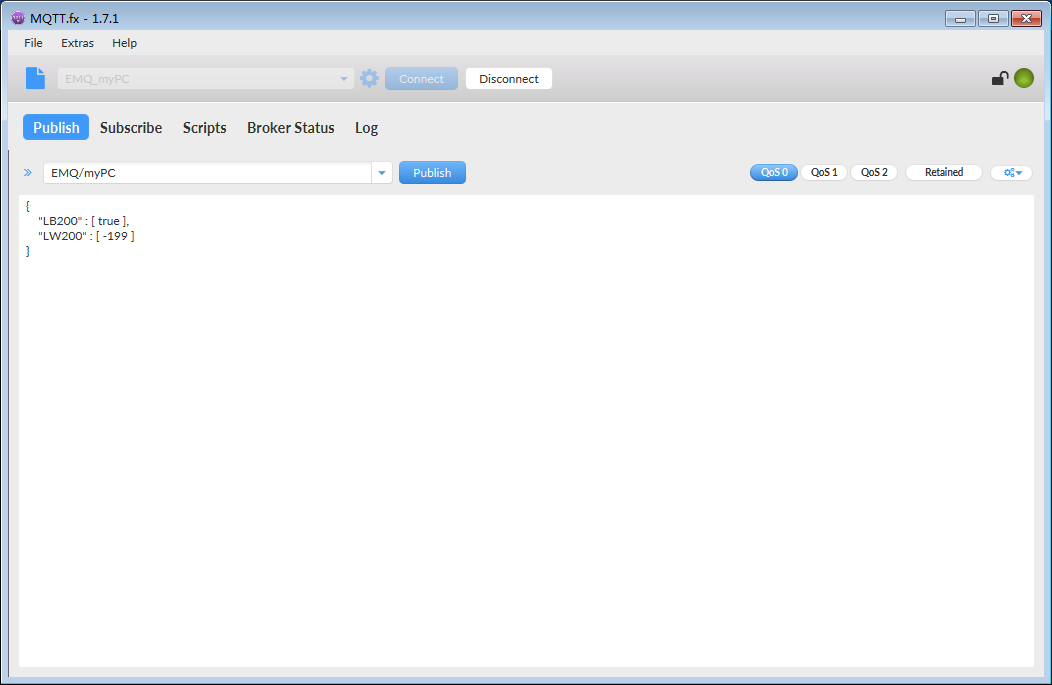 MQTT.fx - 1.7.1
File Extras Help
EMQ_myPC Connect Disconnect
Publish Subscribe Scripts Broker Status Log
EMQ/myPC Publish QoS 0 QoS 1 QoS 2 Retained
{
"LB200" : [ true ],
"LW200" : [ -199 ]
}